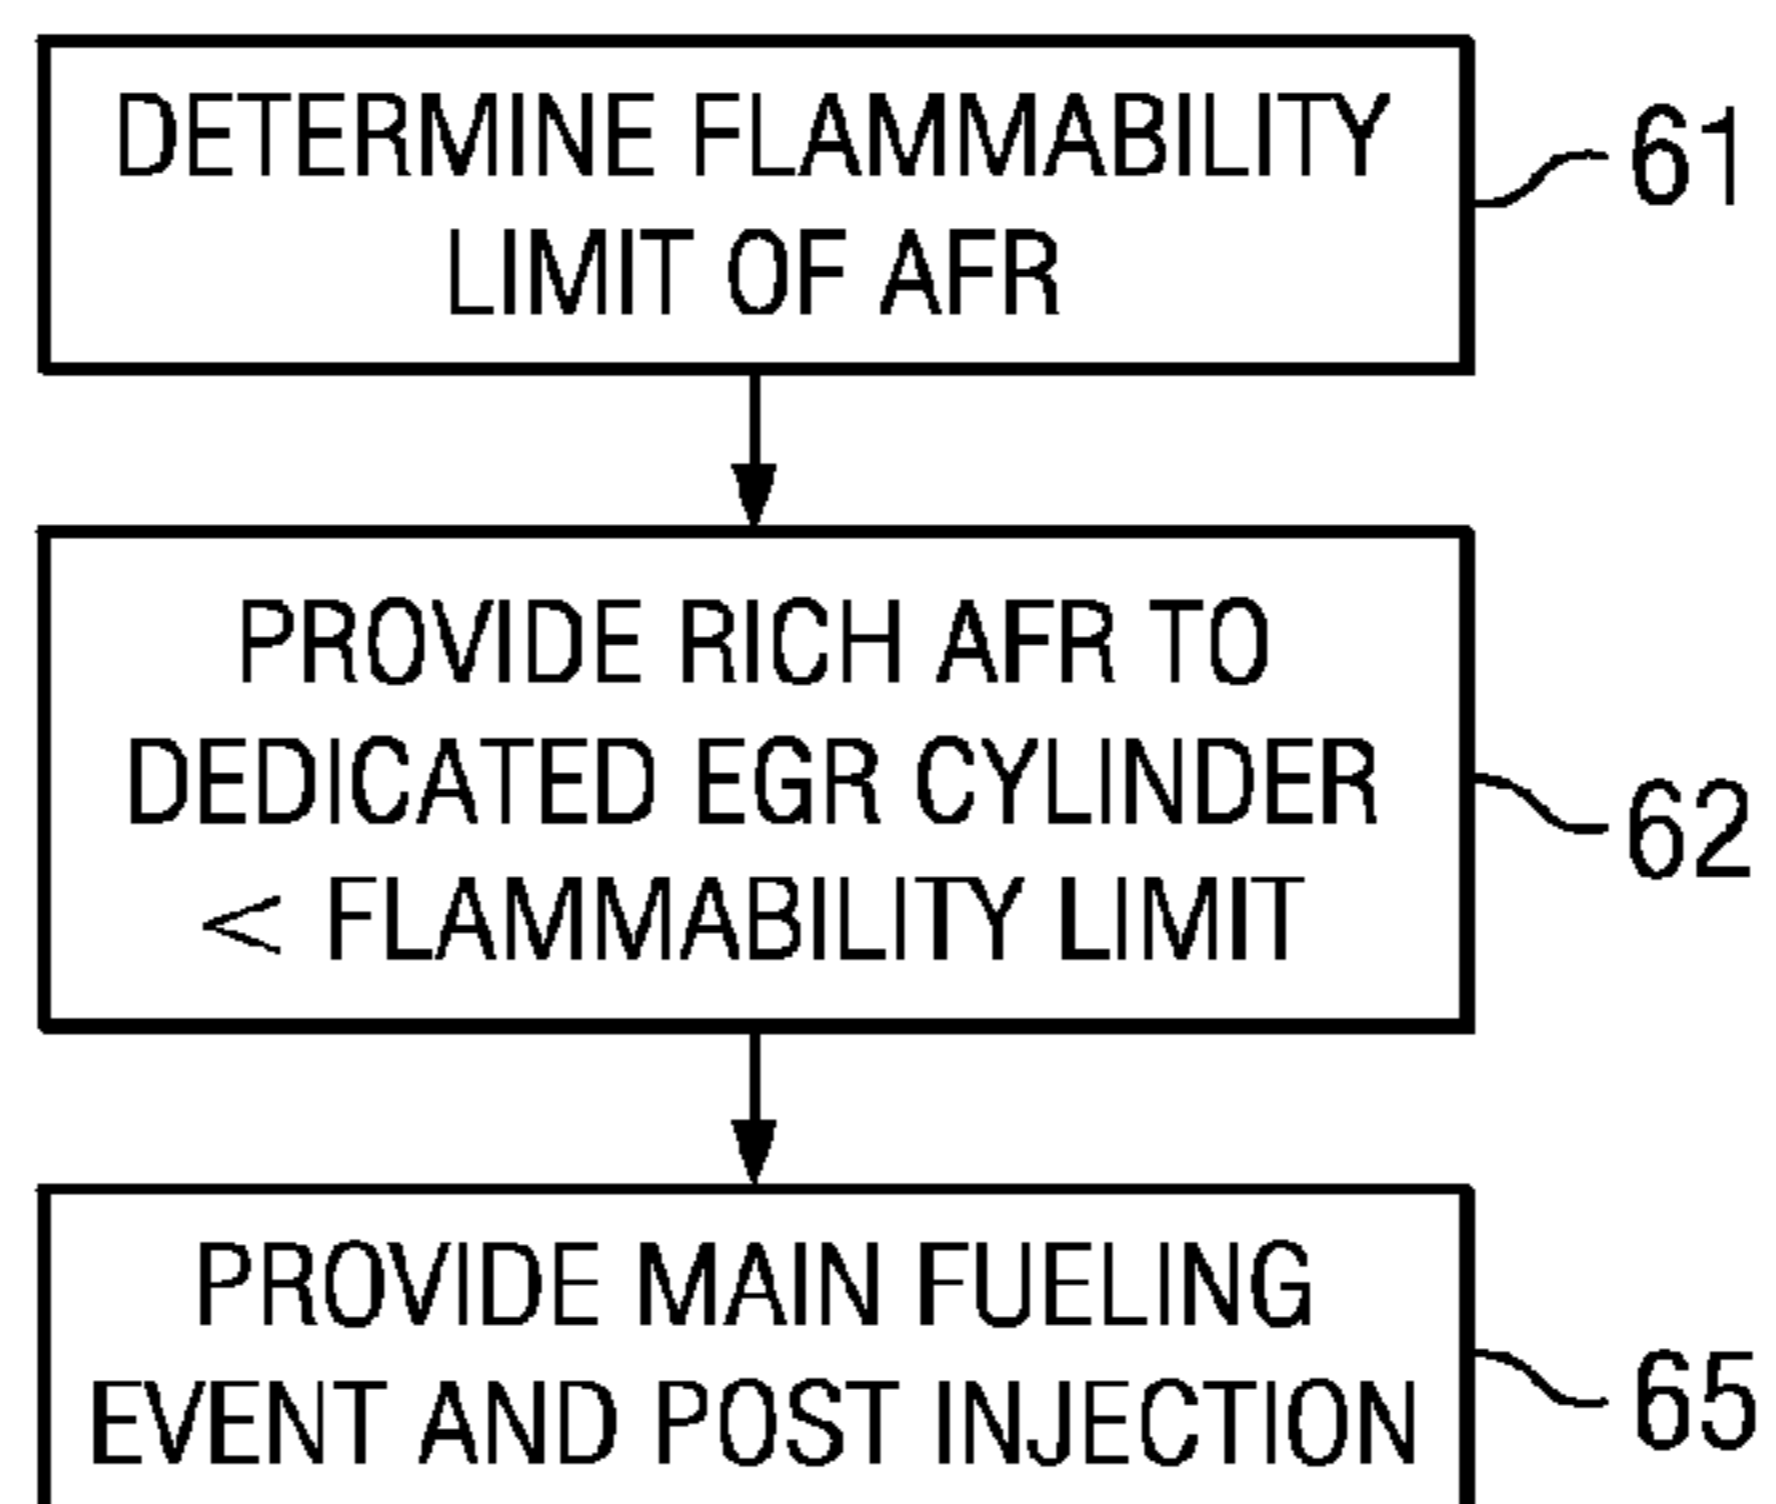 DETERMINE FLAMMABILITY
LIMIT OF AFR
61
PROVIDE RICH AFR TO
DEDICATED EGR CYLINDER
< FLAMMABILITY LIMIT
62
PROVIDE MAIN FUELING
EVENT AND POST INJECTION
65